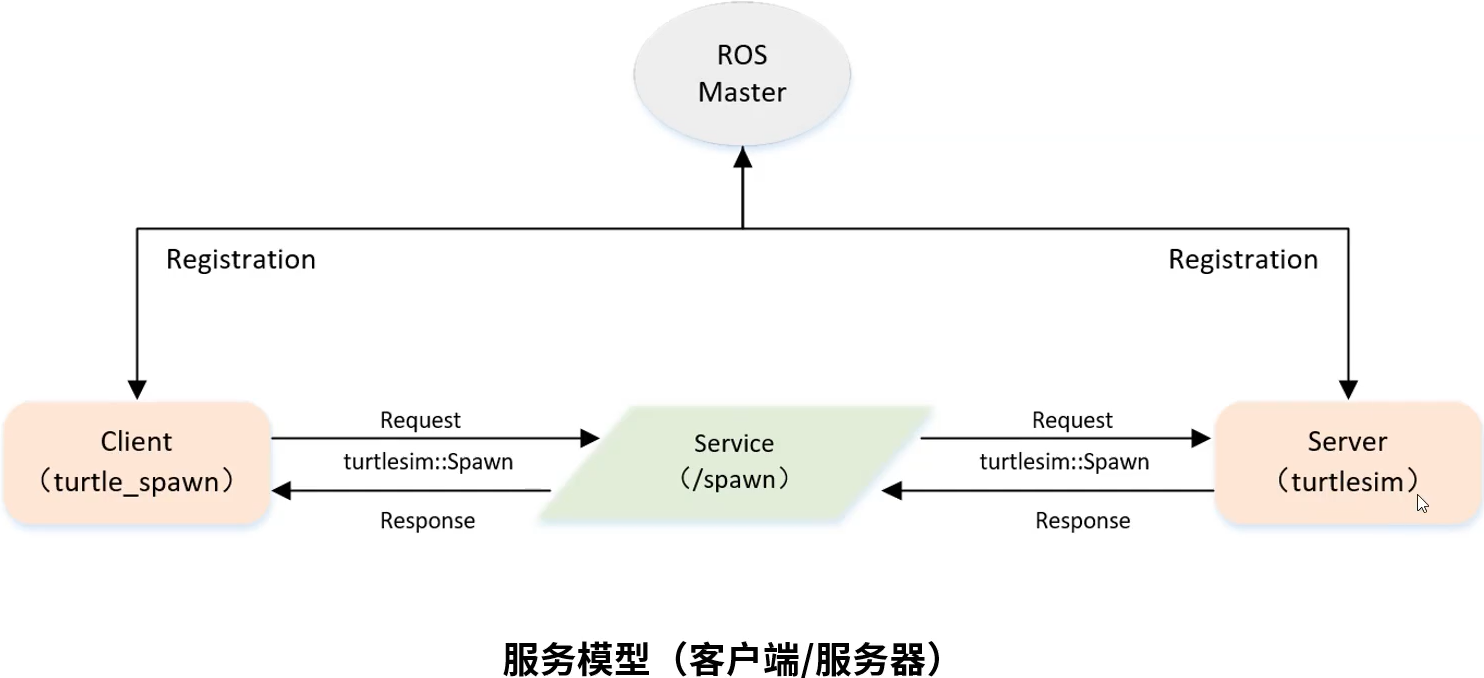 ROS
Master
Registration
Registration
Client
（turtle_spawn）
Request
turtlesim::Spawn
Response
Service
（/spawn）
Request
turtlesim::Spawn
Response
Server
（turtlesim）
服务模型（客户端/服务器）